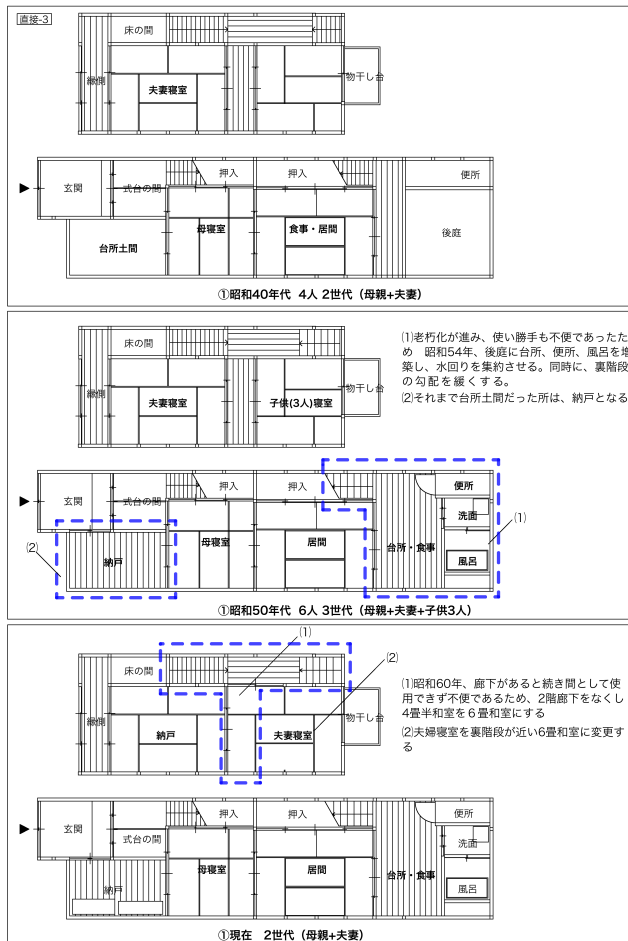 直接-3
床の間
縁側
夫妻寝室
物干し台
押入
押入
便所
玄関
式台の間
母寝室
食事・居間
台所土間
後庭
①昭和40年代 4人 2世代（母親+夫妻）
床の間
縁側
夫妻寝室
子供(3人)寝室
物干し台
⑴老朽化が進み、使い勝手も不便であったた
め　昭和54年、後庭に台所、便所、風呂を増
築し、水回りを集約させる。同時に、裏階段
の勾配を緩くする。
⑵それまで台所土間だった所は、納戸となる
押入
押入
便所
玄関
式台の間
洗面
⑴
母寝室
居間
台所・食事
⑵
納戸
風呂
①昭和50年代 6人 3世代（母親+夫妻+子供3人）
⑴
⑵
床の間
縁側
納戸
夫妻寝室
物干し台
⑴昭和60年、廊下があると続き間として使
用できず不便であるため、2階廊下をなくし
4畳半和室を６畳和室にする
⑵夫婦寝室を裏階段が近い6畳和室に変更す
る
押入
押入
便所
玄関
式台の間
洗面
母寝室
居間
台所・食事
納戸
風呂
①現在　2世代（母親+夫妻）